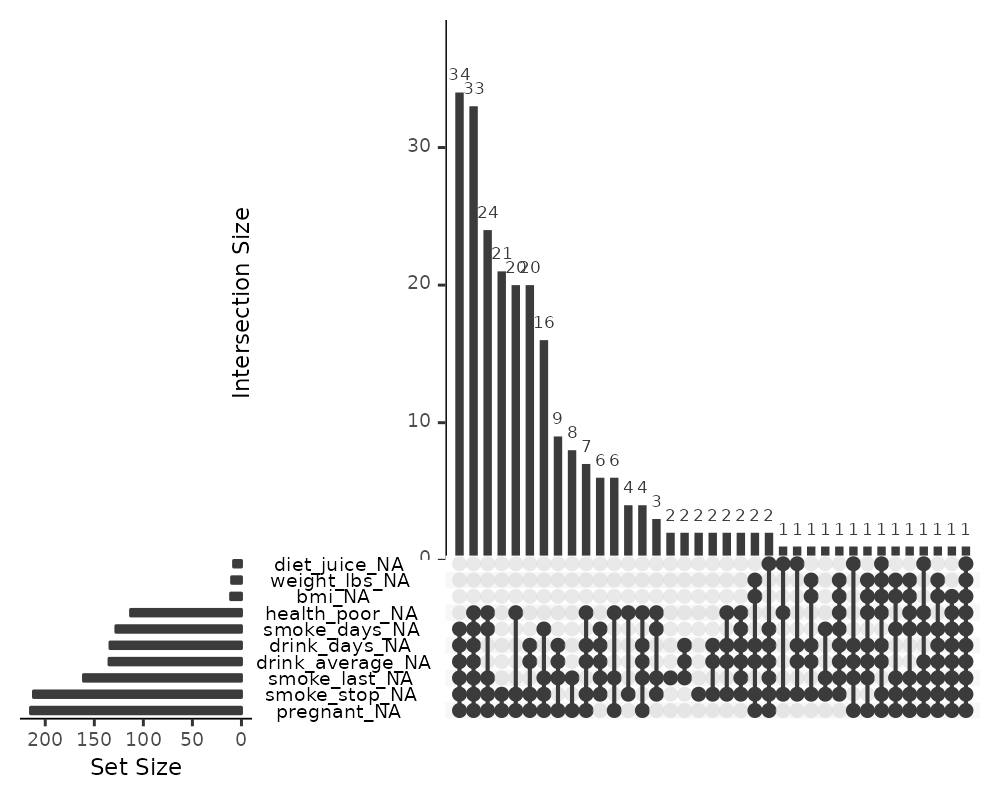 34
33
24
21
20
20
16
9
8
7
6
6
4
4
3
2 2 2 2 2 2 2 2
1 1 1 1 1 1 1 1 1 1 1 1 1 1
30
20
10
0
Intersection Size
diet_juice_NA
weight_lbs_NA
bmi_NA
health_poor_NA
smoke_days_NA
drink_days_NA
drink_average_NA
smoke_last_NA
smoke_stop_NA
pregnant_NA
200 150 100 50 0
Set Size